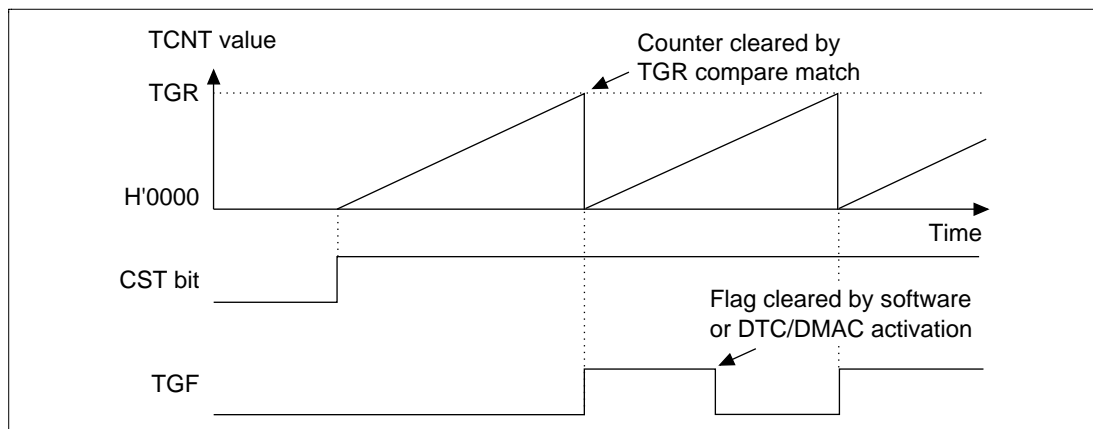 TCNT value
Counter cleared by
TGR compare match
TGR
H'0000
Time
CST bit
Flag cleared by software
or DTC/DMAC activation
TGF